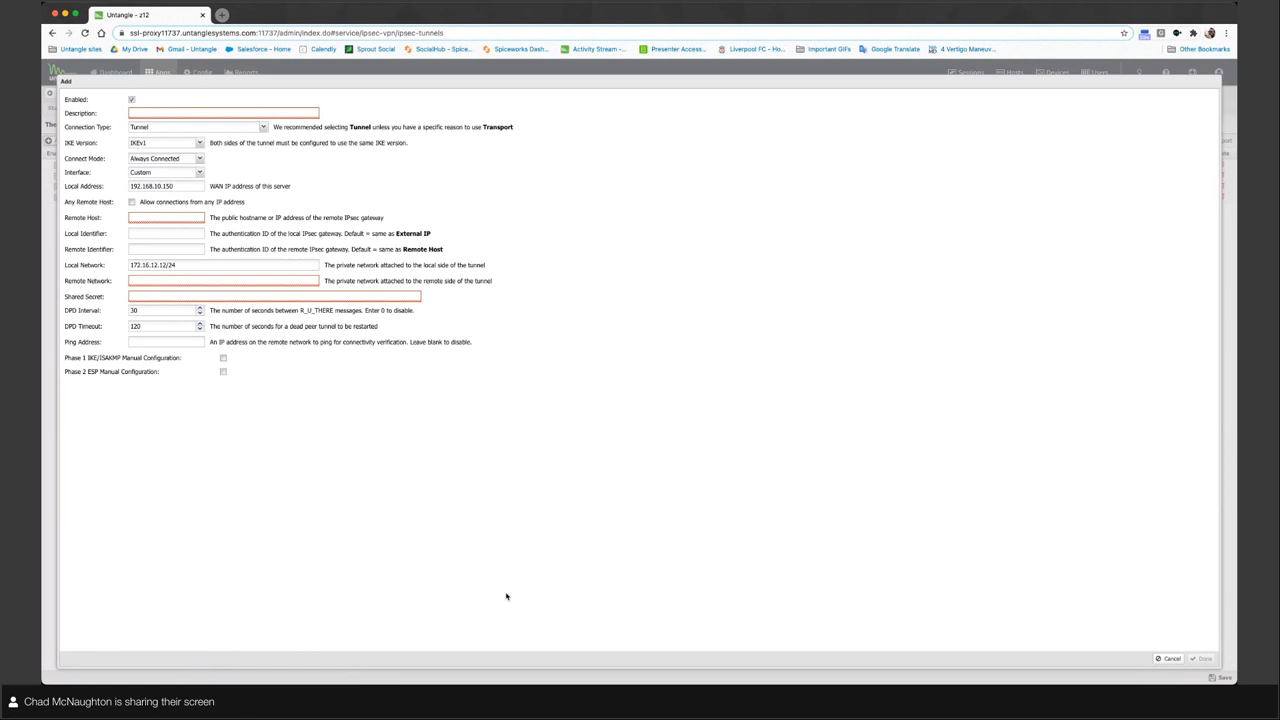 Untangle - z12
ssl-proxy11737.untanglesystems.com:11737/admin/index.do#service/ipsec-vpn/ipsec-tunnels
Untangle sites My Drive Gmail - Untangle Salesforce - Home Calendly Sprout Social SocialHub - Spice... Spiceworks Dash... Activity Stream -... Presenter Access... Liverpool FC - Ho... Important GIFs Google Translate 4 Vertigo Maneuv... Other Bookmarks
Dashboard Apps Config Reports Sessions Hosts Devices Users
Add
Enabled:
Description:
Connection Type: Tunnel We recommended selecting Tunnel unless you have a specific reason to use Transport
IKE Version: IKEv1 Both sides of the tunnel must be configured to use the same IKE version.
Connect Mode: Always Connected
Interface: Custom
Local Address: 192.168.10.150 WAN IP address of this server
Any Remote Host: Allow connections from any IP address
Remote Host: The public hostname or IP address of the remote IPsec gateway
Local Identifier: The authentication ID of the local IPsec gateway. Default = same as External IP
Remote Identifier: The authentication ID of the remote IPsec gateway. Default = same as Remote Host
Local Network: 172.16.12.12/24 The private network attached to the local side of the tunnel
Remote Network: The private network attached to the remote side of the tunnel
Shared Secret:
DPD Interval: 30 The number of seconds between R_U_THERE messages. Enter 0 to disable.
DPD Timeout: 120 The number of seconds for a dead peer tunnel to be restarted
Ping Address: An IP address on the remote network to ping for connectivity verification. Leave blank to disable.
Phase 1 IKE/ISAKMP Manual Configuration:
Phase 2 ESP Manual Configuration:
Cancel Done
Save
Chad McNaughton is sharing their screen